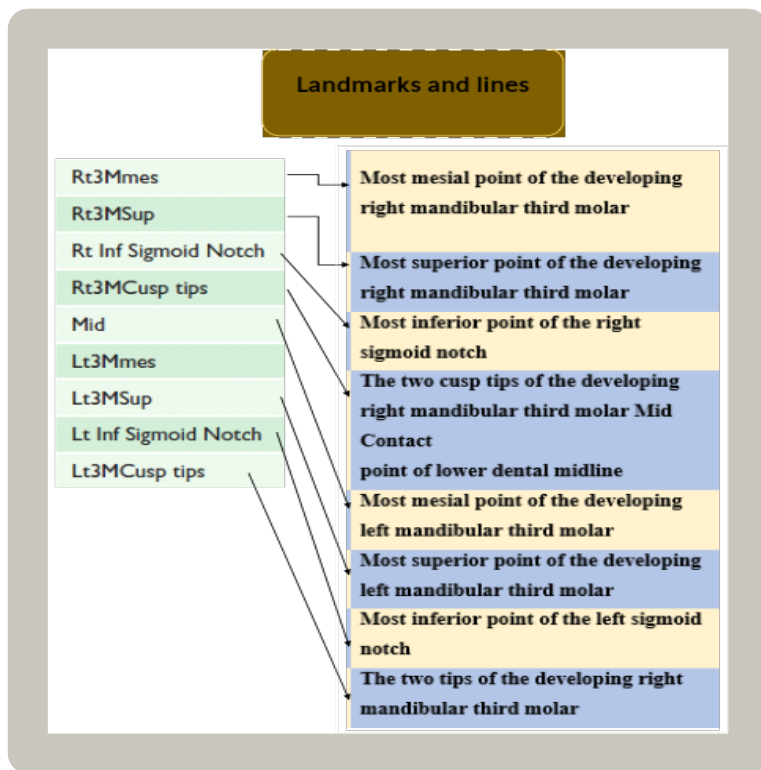 Landmarks and lines
Rt3Mmes
Rt3MSup
Rt Inf Sigmoid Notch
Rt3MCusp tips
Mid
Lt3Mmes
Lt3MSup
Lt Inf Sigmoid Notch
Lt3MCusp tips
Most mesial point of the developing
right mandibular third molar
Most superior point of the developing
right mandibular third molar
Most inferior point of the right
sigmoid notch
The two cusp tips of the developing
right mandibular third molar Mid
Contact
point of lower dental midline
Most mesial point of the developing
left mandibular third molar
Most superior point of the developing
left mandibular third molar
Most inferior point of the left sigmoid
notch
The two tips of the developing right
mandibular third molar